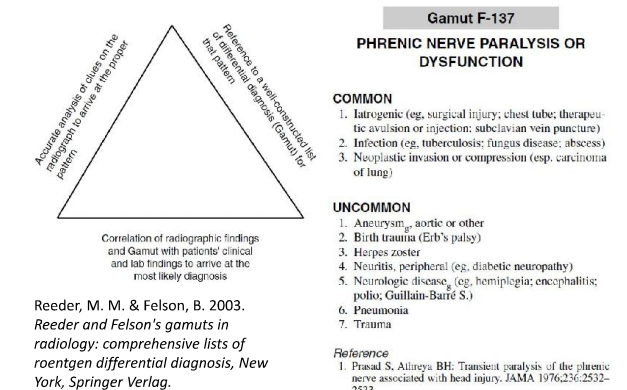 Accurate analysis of clues on the
radiograph to arrive at the proper
pattern
Reference to a well-constructed list
of differential diagnosis (Gamut) for
that pattern
Correlation of radiographic findings
and Gamut with patients' clinical
and lab findings to arrive at the
most likely diagnosis
Reeder, M. M. & Felson, B. 2003.
Reeder and Felson's gamuts in
radiology: comprehensive lists of
roentgen differential diagnosis, New
York, Springer Verlag.
Gamut F-137
PHRENIC NERVE PARALYSIS OR
DYSFUNCTION
COMMON
1. Iatrogenic (eg, surgical injury; chest tube; therapeu-
tic avulsion or injection; subclavian vein puncture)
2. Infection (eg, tuberculosis; fungus disease; abscess)
3. Neoplastic invasion or compression (esp. carcinoma
of lung)
UNCOMMON
1. Aneurysmg, aortic or other
2. Birth trauma (Erb's palsy)
3. Herpes zoster
4. Neuritis, peripheral (eg, diabetic neuropathy)
5. Neurologic diseaseg (eg, hemiplegia; encephalitis;
polio; Guillain-Barré S.)
6. Pneumonia
7. Trauma
Reference
1. Prasad S, Athreya BH: Transient paralysis of the phrenic
nerve associated with head injury. JAMA 1976;236:2532–